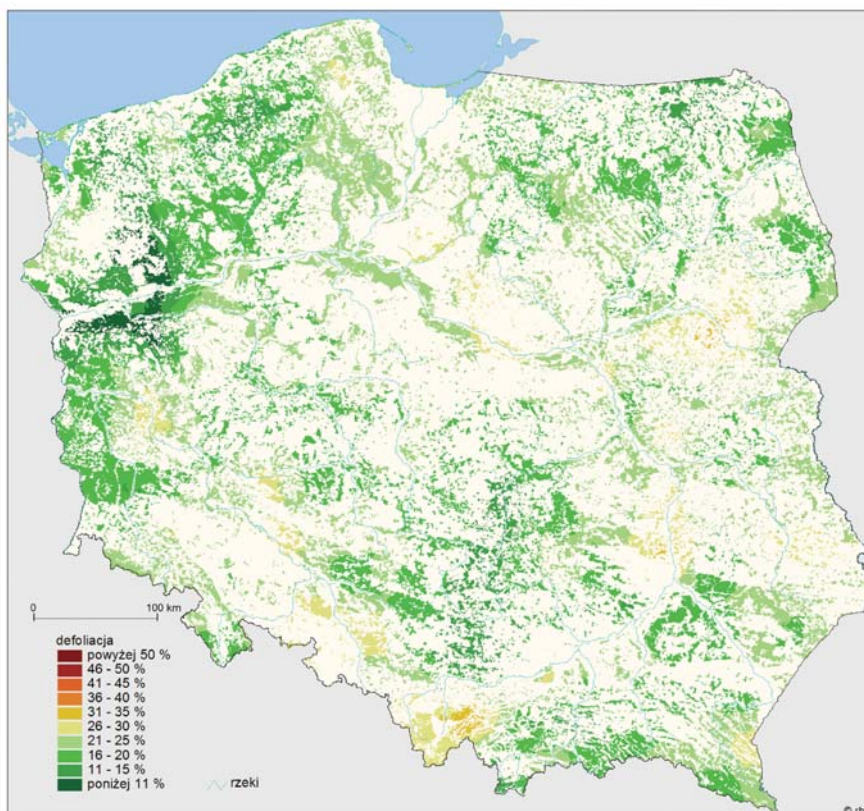 0 100 km
defoliacja
powyżej 50 %
46 - 50 %
41 - 45 %
36 - 40 %
31 - 35 %
26 - 30 %
21 - 25 %
16 - 20 %
11 - 15 %
poniżej 11 % rzeki